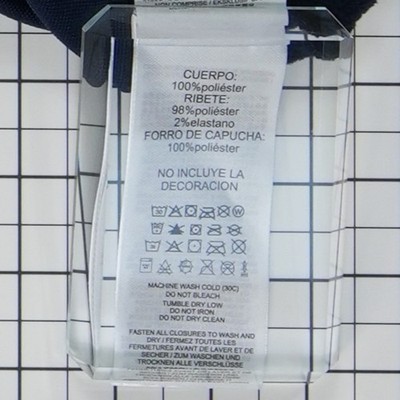 CUERPO:
100%poliéster
RIBETE:
98%poliéster
2%elastano
FORRO DE CAPUCHA:
100%poliéster
NO INCLUYE LA
DECORACION
MACHINE WASH COLD (30C)
DO NOT BLEACH
TUMBLE DRY LOW
DO NOT IRON
DO NOT DRY CLEAN
FASTEN ALL CLOSURES TO WASH AND
DRY / FERMEZ TOUTES LES
FERMETURES AVANT DE LAVER ET DE
SECHER / ZUM WASCHEN UND
TROCKNEN ALLE VERSCHLÜSSE